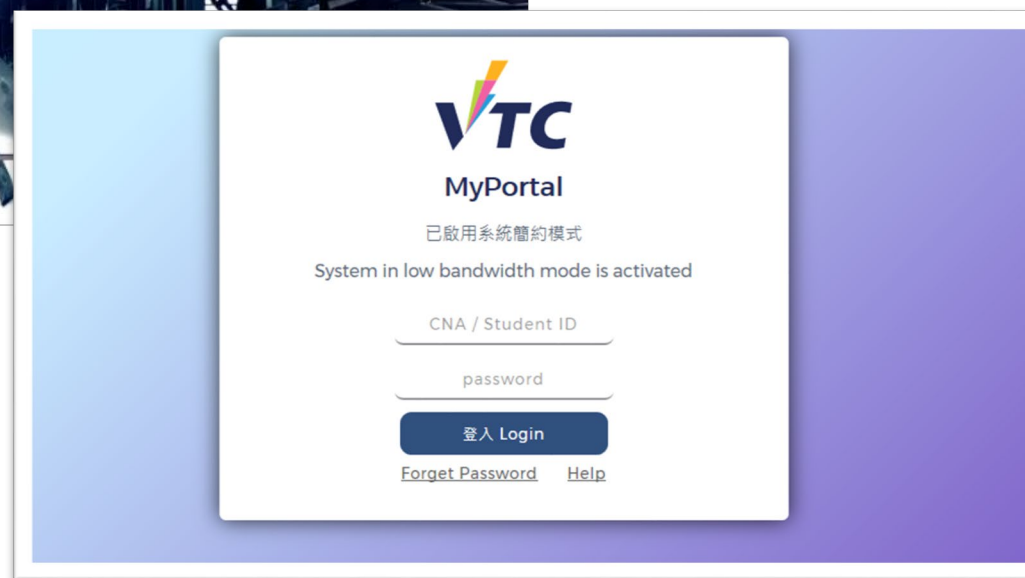 VTC
MyPortal
已啟用系統簡約模式
System in low bandwidth mode is activated
CNA / Student ID
password
登入 Login
Forget Password Help